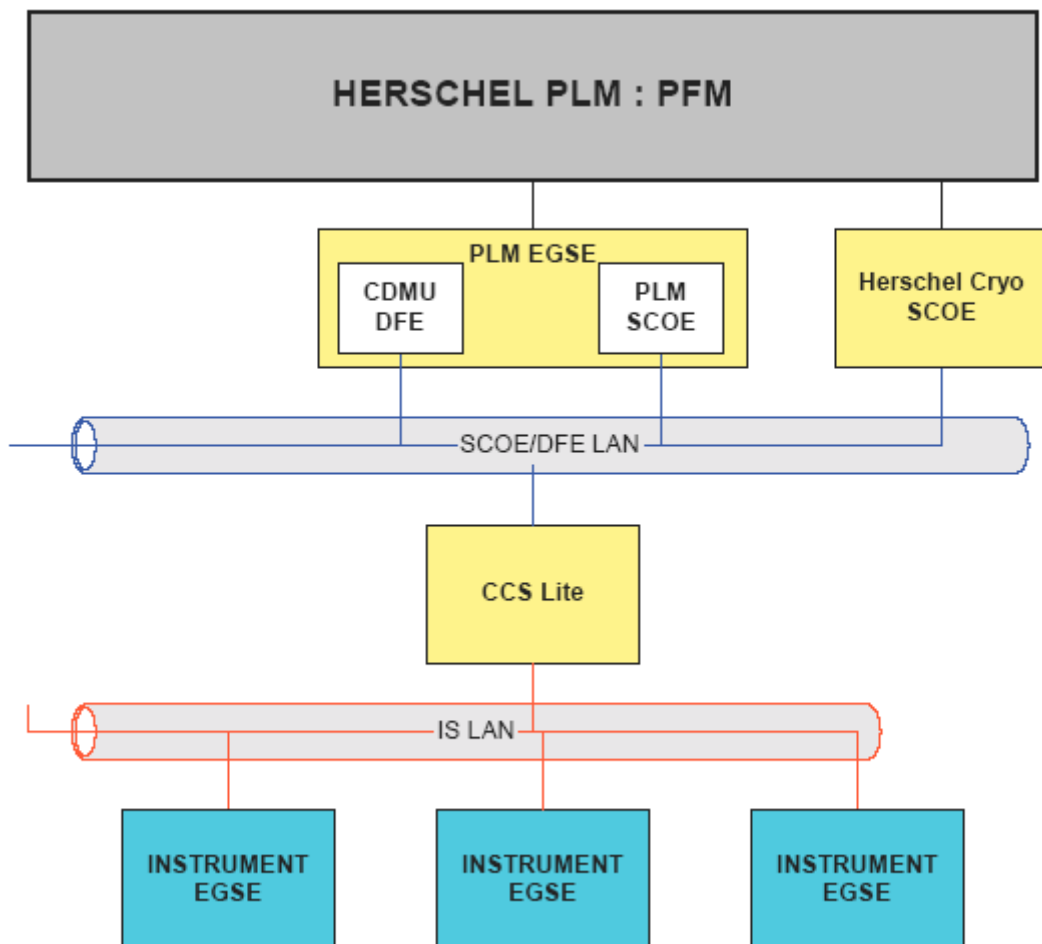 HERSCHEL PLM : PFM
PLM EGSE
CDMU
DFE
PLM
SCOE
Herschel Cryo
SCOE
SCOE/DFE LAN
CCS Lite
IS LAN
INSTRUMENT
EGSE
INSTRUMENT
EGSE
INSTRUMENT
EGSE